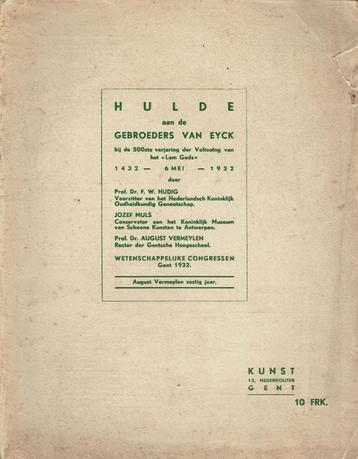 HULDE
aan de
GEBROEDERS VAN EYCK
bij de 500ste verjaring der Voltooiing van
het «Lam Gods»
1432 — 6 MEI — 1932
door
Prof. Dr. F. W. HUDIG
Voorzitter van het Nederlandsch Koninklijk
Oudheidkundig Genootschap.
JOZEF MULS
Conservator aan het Koninklijk Museum
van Schoone Kunsten te Antwerpen.
Prof. Dr. AUGUST VERMEYLEN
Rector der Gentsche Hoogeschool.
WETENSCHAPPELIJKE CONGRESSEN
Gent 1932.
August Vermeylen zestig jaar.
KUNST
13, NEDERKOUTER
GENT
10 FRK.